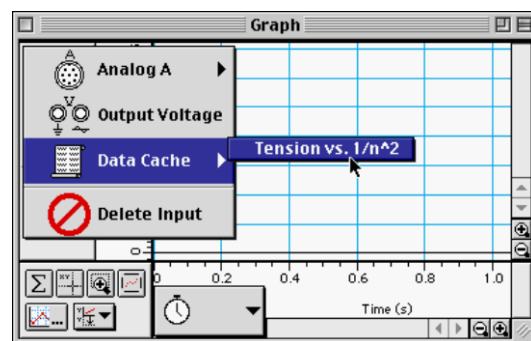 Graph
A
Analog A
Output Voltage
Data Cache
Tension vs. 1/n^2
Delete Input
0.
0 0.2 0.4 0.6 0.8 1.0
Time (s)